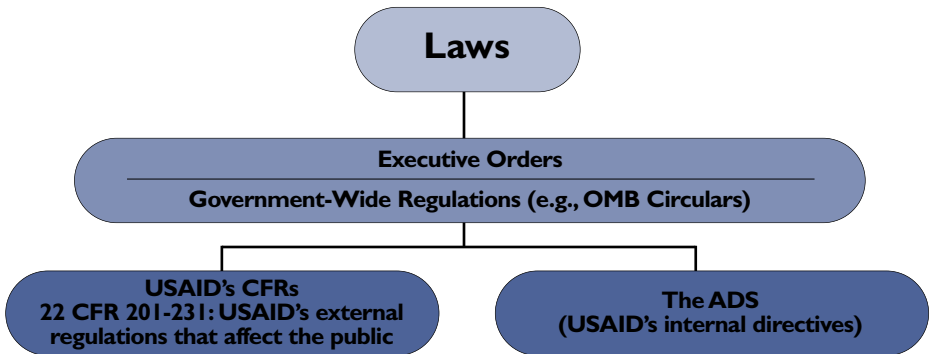 Laws
Executive Orders
Government-Wide Regulations (e.g., OMB Circulars)
USAID's CFRs
22 CFR 201-231: USAID's external
regulations that affect the public
The ADS
(USAID's internal directives)